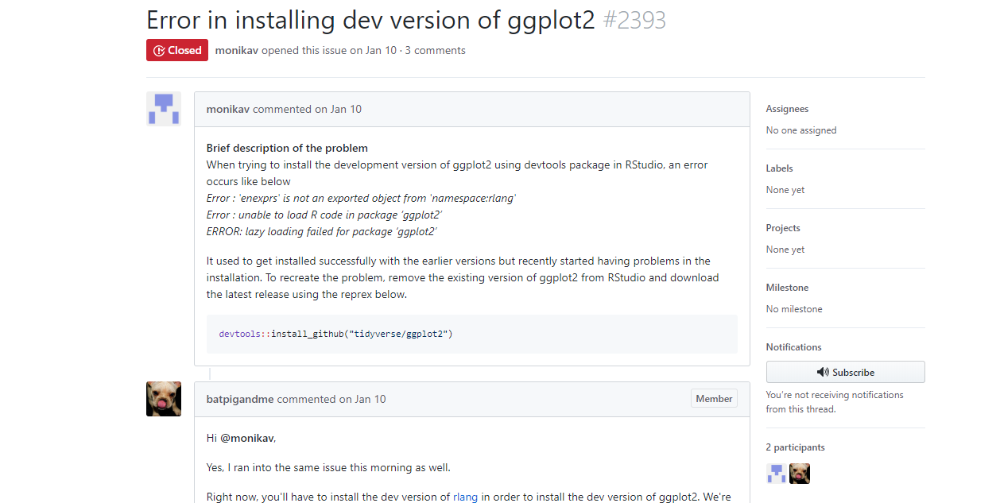 Error in installing dev version of ggplot2 #2393
Closed monikav opened this issue on Jan 10 · 3 comments
monikav commented on Jan 10
Brief description of the problem
When trying to install the development version of ggplot2 using devtools package in RStudio, an error
occurs like below
Error : 'enexprs' is not an exported object from 'namespace:rlang'
Error : unable to load R code in package ‘ggplot2’
ERROR: lazy loading failed for package ‘ggplot2’
It used to get installed successfully with the earlier versions but recently started having problems in the
installation. To recreate the problem, remove the existing version of ggplot2 from RStudio and download
the latest release using the reprex below.
devtools::install_github("tidyverse/ggplot2")
batpigandme commented on Jan 10
Member
Hi @monikav,
Yes, I ran into the same issue this morning as well.
Right now, you'll have to install the dev version of rlang in order to install the dev version of ggplot2. We're
Assignees
No one assigned
Labels
None yet
Projects
None yet
Milestone
No milestone
Notifications
Subscribe
You're not receiving notifications
from this thread.
2 participants